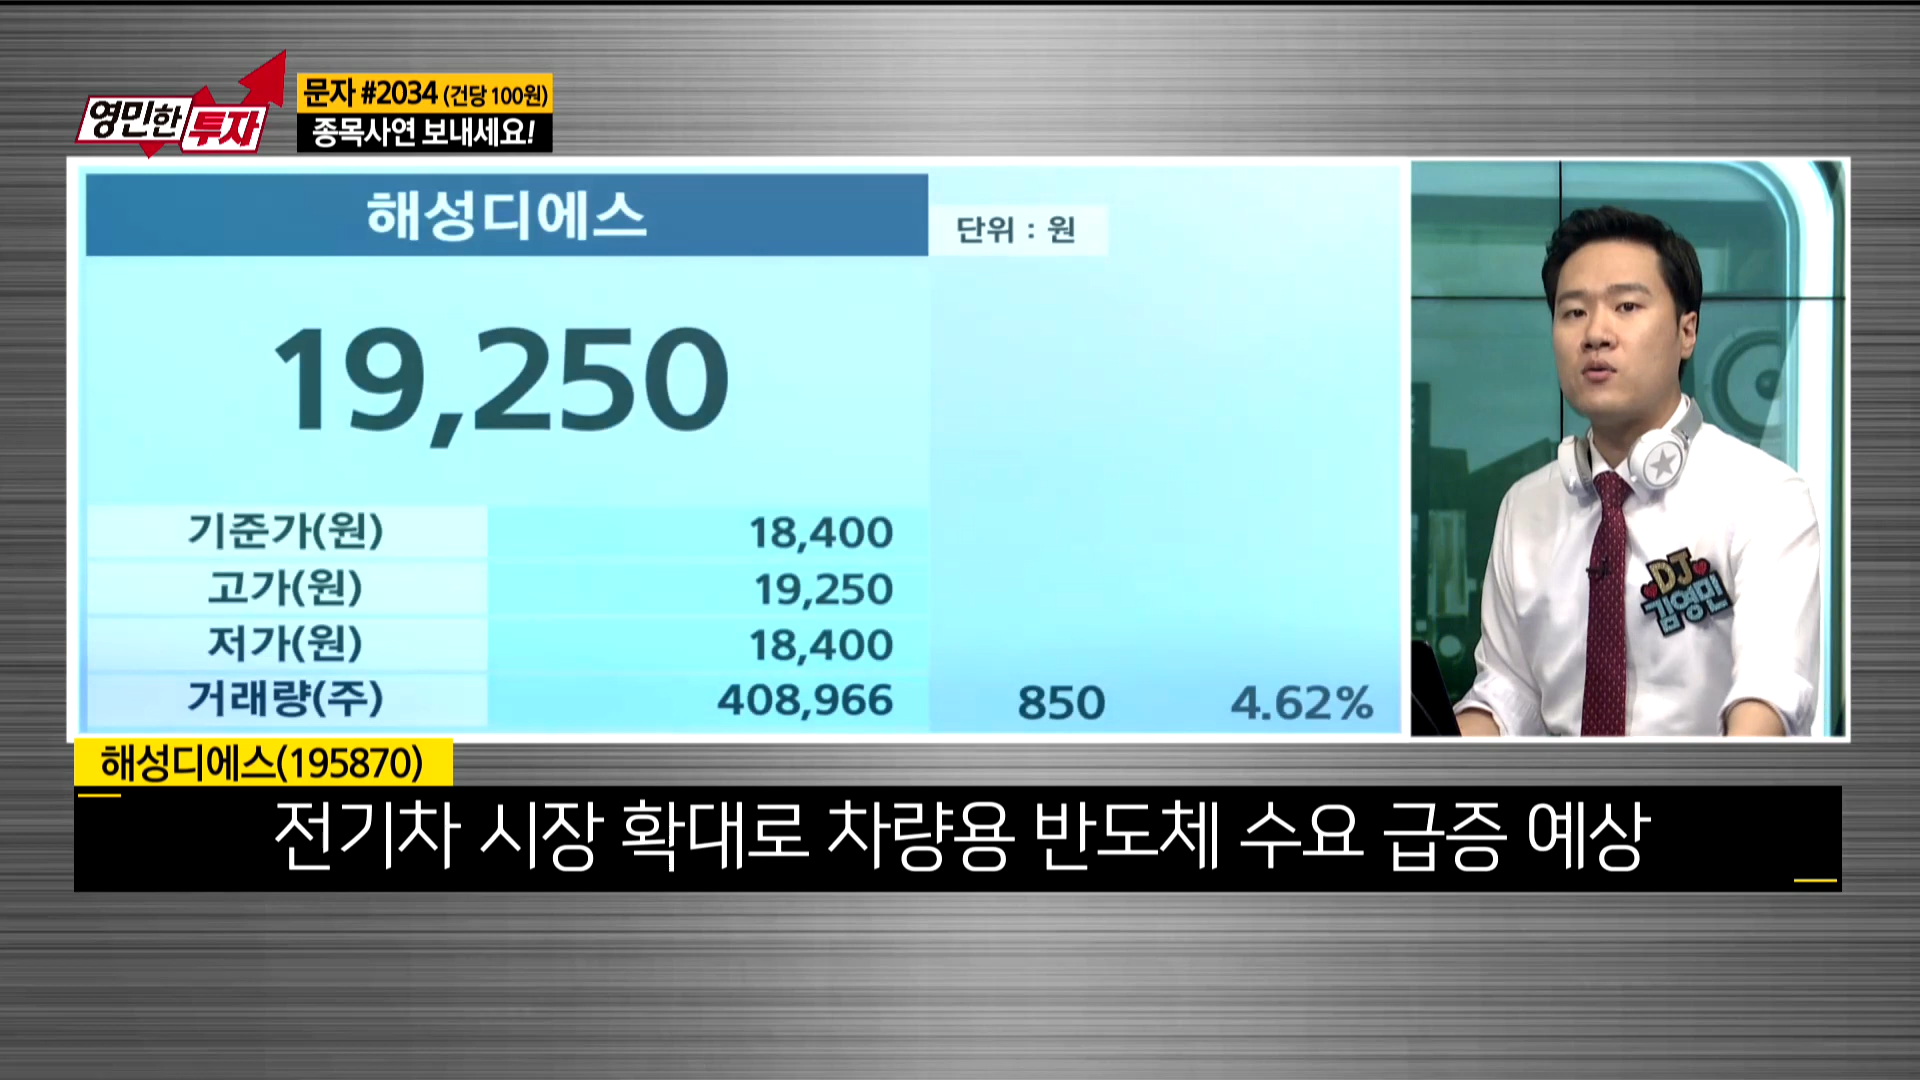 영민한 투자
문자 #2034 (건당 100원)
종목사연 보내세요!
해성디에스
단위 : 원
19,250
기준가(원) 18,400
고가(원) 19,250
저가(원) 18,400
거래량(주) 408,966 850 4.62%
DJ
김영민
해성디에스(195870)
전기차 시장 확대로 차량용 반도체 수요 급증 예상